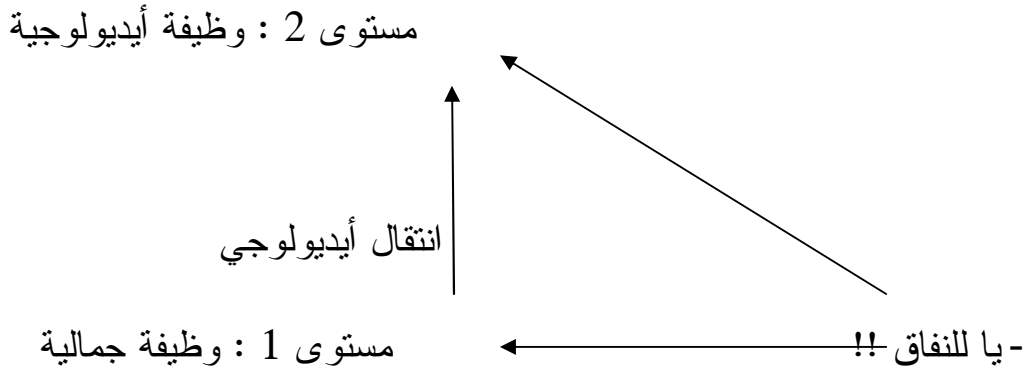 مستوى 2 : وظيفة أيديولوجية
انتقال أيديولوجي
- يا للنفاق !!
مستوى 1 : وظيفة جمالية